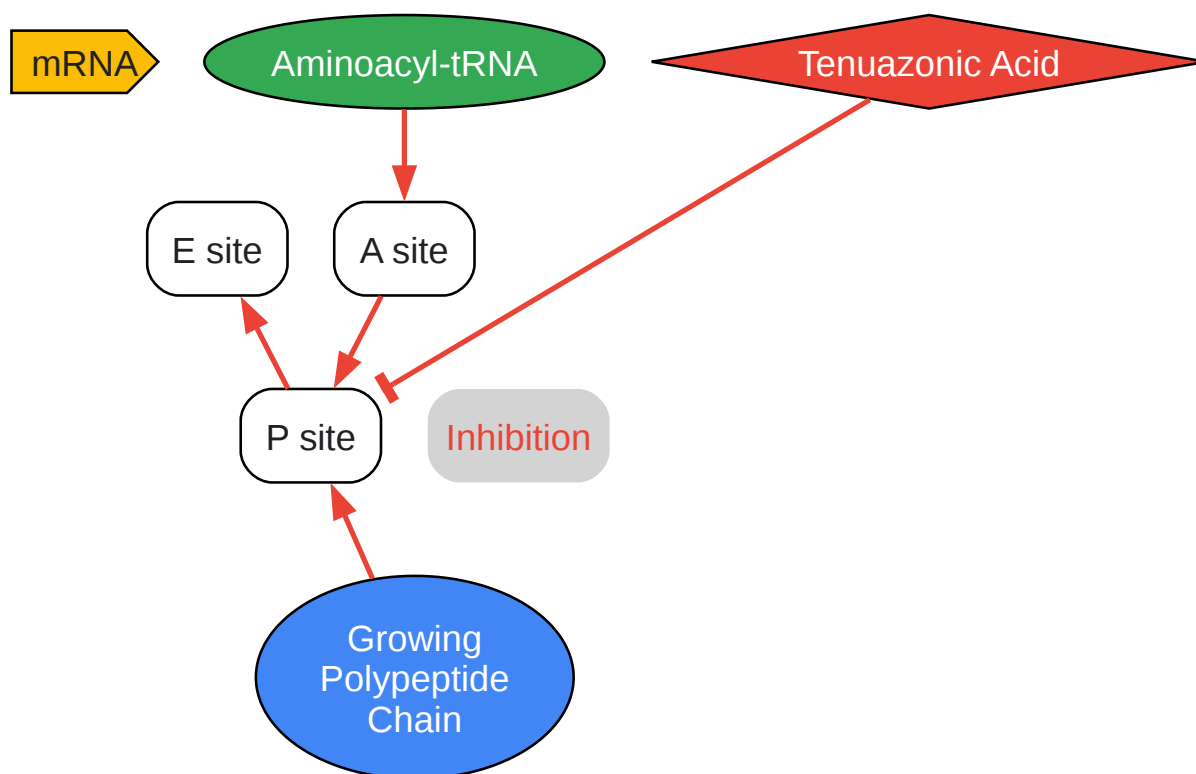 mRNA
Aminoacyl-tRNA
Tenuazonic Acid
E site
A site
P site
Inhibition
Growing
Polypeptide
Chain